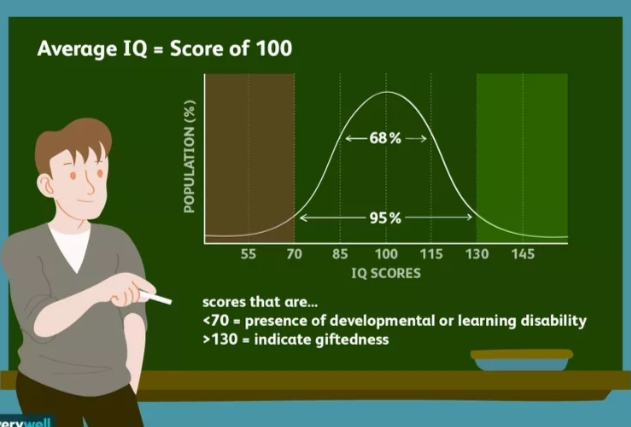 Average IQ = Score of 100
POPULATION (%)
68%
95%
55 70 85 100 115 130 145
IQ SCORES
scores that are...
<70 = presence of developmental or learning disability
>130 = indicate giftedness